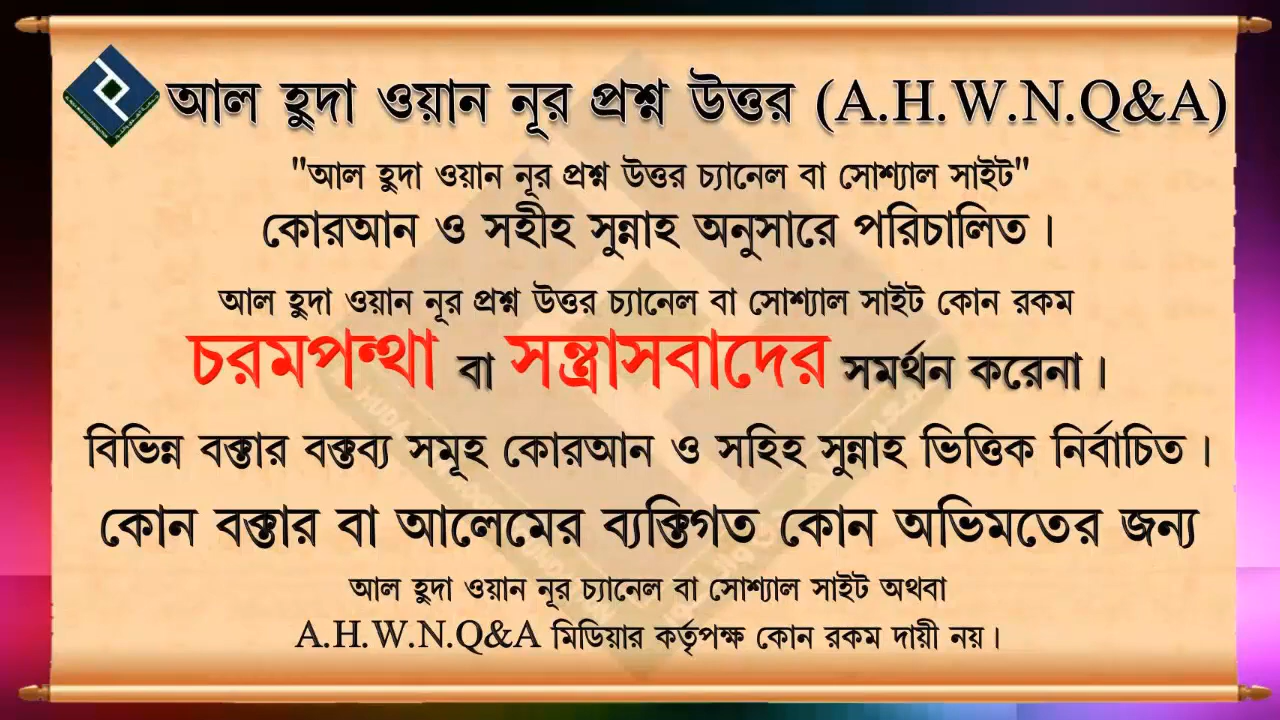 আল হুদা ওয়ান নূর প্রশ্ন উত্তর (A.H.W.N.Q&A)
"আল হুদা ওয়ান নূর প্রশ্ন উত্তর চ্যানেল বা সোশ্যাল সাইট"
কোরআন ও সহীহ সুন্নাহ অনুসারে পরিচালিত।
আল হুদা ওয়ান নূর প্রশ্ন উত্তর চ্যানেল বা সোশ্যাল সাইট কোন রকম
চরমপন্থা বা সন্ত্রাসবাদের সমর্থন করেনা।
বিভিন্ন বক্তার বক্তব্য সমূহ কোরআন ও সহিহ সুন্নাহ ভিত্তিক নির্বাচিত।
কোন বক্তার বা আলেমের ব্যক্তিগত কোন অভিমতের জন্য
আল হুদা ওয়ান নূর চ্যানেল বা সোশ্যাল সাইট অথবা
A.H.W.N.Q&A মিডিয়ার কর্তৃপক্ষ কোন রকম দায়ী নয়।